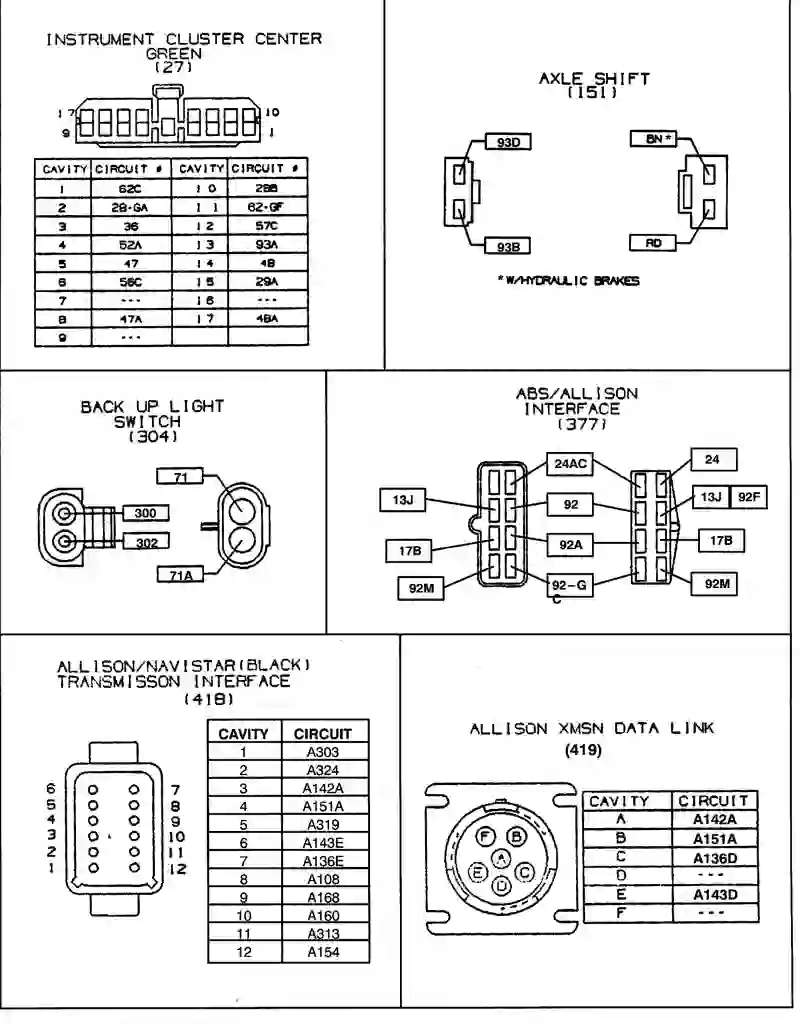 INSTRUMENT CLUSTER CENTER
GREEN
(27)
17 10
9 1
CAVITY CIRCUIT # CAVITY CIRCUIT #
1 62C 10 28B
2 28-GA 11 62-GF
3 36 12 57C
4 52A 13 93A
5 47 14 4B
6 56C 15 29A
7 --- 16 ---
8 47A 17 48A
9 ---
AXLE SHIFT
(151)
93D
BN *
93B
RD
*W/HYDRAULIC BRAKES
BACK UP LIGHT
SWITCH
(304)
71
300
302
71A
ABS/ALLISON
INTERFACE
(377)
24AC
24
13J
92
13J 92F
17B
92A
17B
92M
92-G
C
92M
ALLISON/NAVISTAR(BLACK)
TRANSMISSON INTERFACE
(418)
6 7
5 8
4 9
3 10
2 11
1 12
CAVITY CIRCUIT
1 A303
2 A324
3 A142A
4 A151A
5 A319
6 A143E
7 A136E
8 A108
9 A168
10 A160
11 A313
12 A154
ALLISON XMSN DATA LINK
(419)
F B
A
E C
D
CAVITY CIRCUIT
A A142A
B A151A
C A136D
D ---
E A143D
F ---